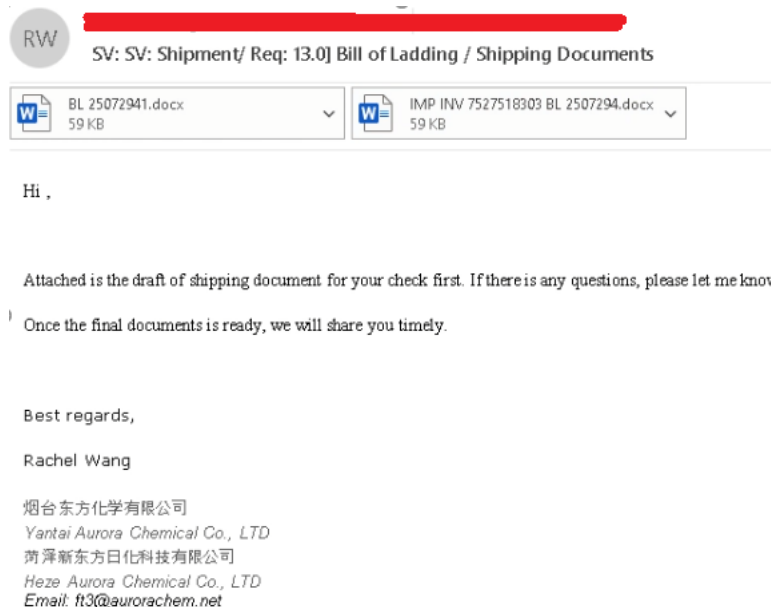 RW
SV: SV: Shipment/ Req: 13.0] Bill of Ladding / Shipping Documents
BL 25072941.docx
59 KB
IMP INV 7527518303 BL 2507294.docx
59 KB
Hi ,
Attached is the draft of shipping document for your check first. If there is any questions, please let me know
Once the final documents is ready, we will share you timely.
Best regards,
Rachel Wang
烟台东方化学有限公司
Yantai Aurora Chemical Co., LTD
菏泽新东方日化科技有限公司
Heze Aurora Chemical Co., LTD
Email: ft3@aurorachem.net